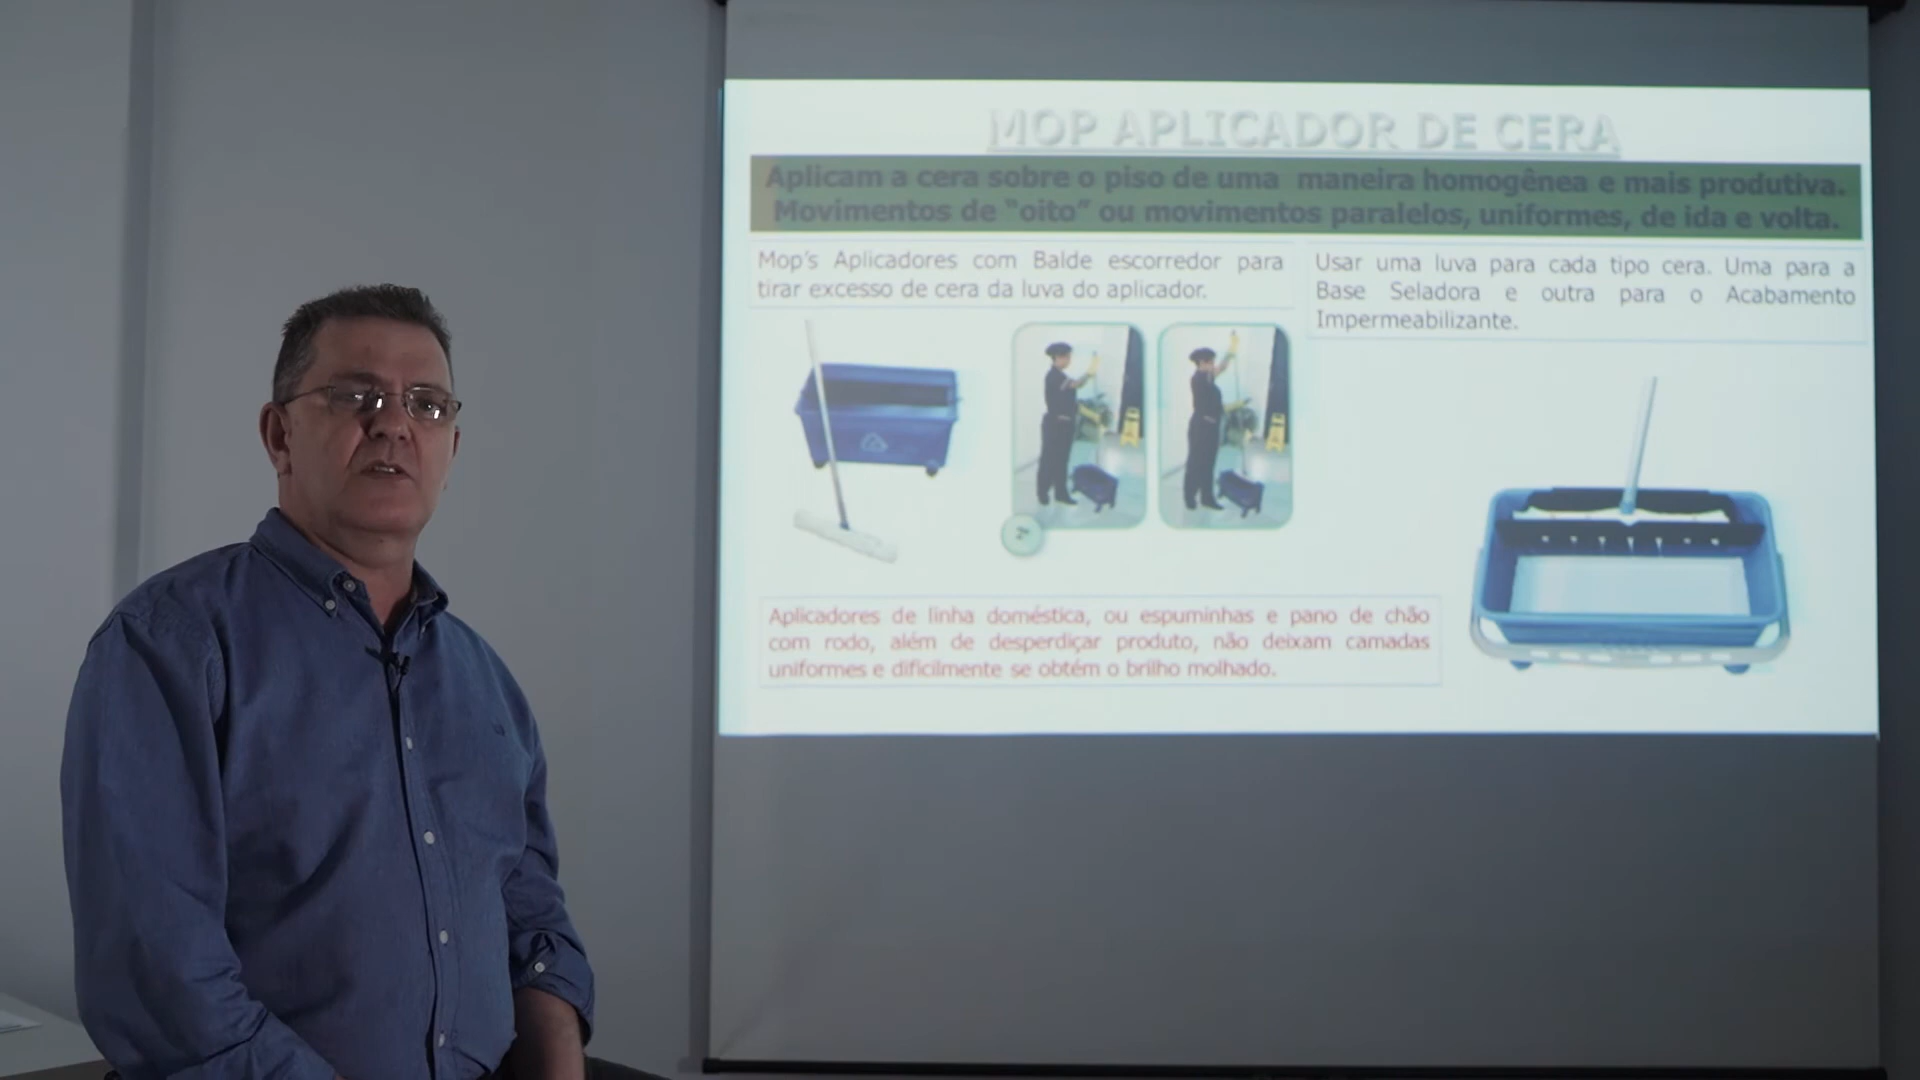 MOP APLICADOR DE CERA
Aplicam a cera sobre o piso de uma maneira homogênea e mais produtiva.
Movimentos de “oito” ou movimentos paralelos, uniformes, de ida e volta.
Mop’s Aplicadores com Balde escorredor para
tirar excesso de cera da luva do aplicador.
Usar uma luva para cada tipo cera. Uma para a
Base Seladora e outra para o Acabamento
Impermeabilizante.
Aplicadores de linha doméstica, ou espuminhas e pano de chão
com rodo, além de desperdiçar produto, não deixam camadas
uniformes e dificilmente se obtém o brilho molhado.